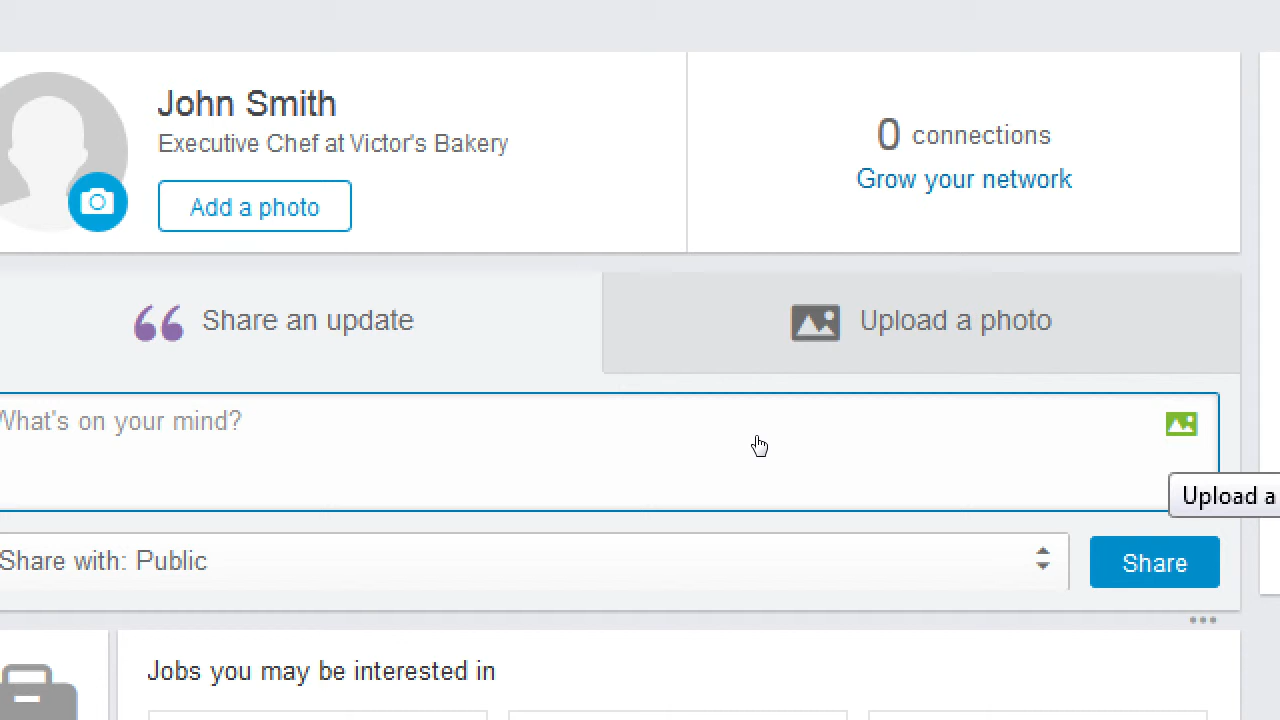 John Smith
Executive Chef at Victor's Bakery
Add a photo
0 connections
Grow your network
Share an update
Upload a photo
What's on your mind?
Upload a
Share with: Public
Share
Jobs you may be interested in